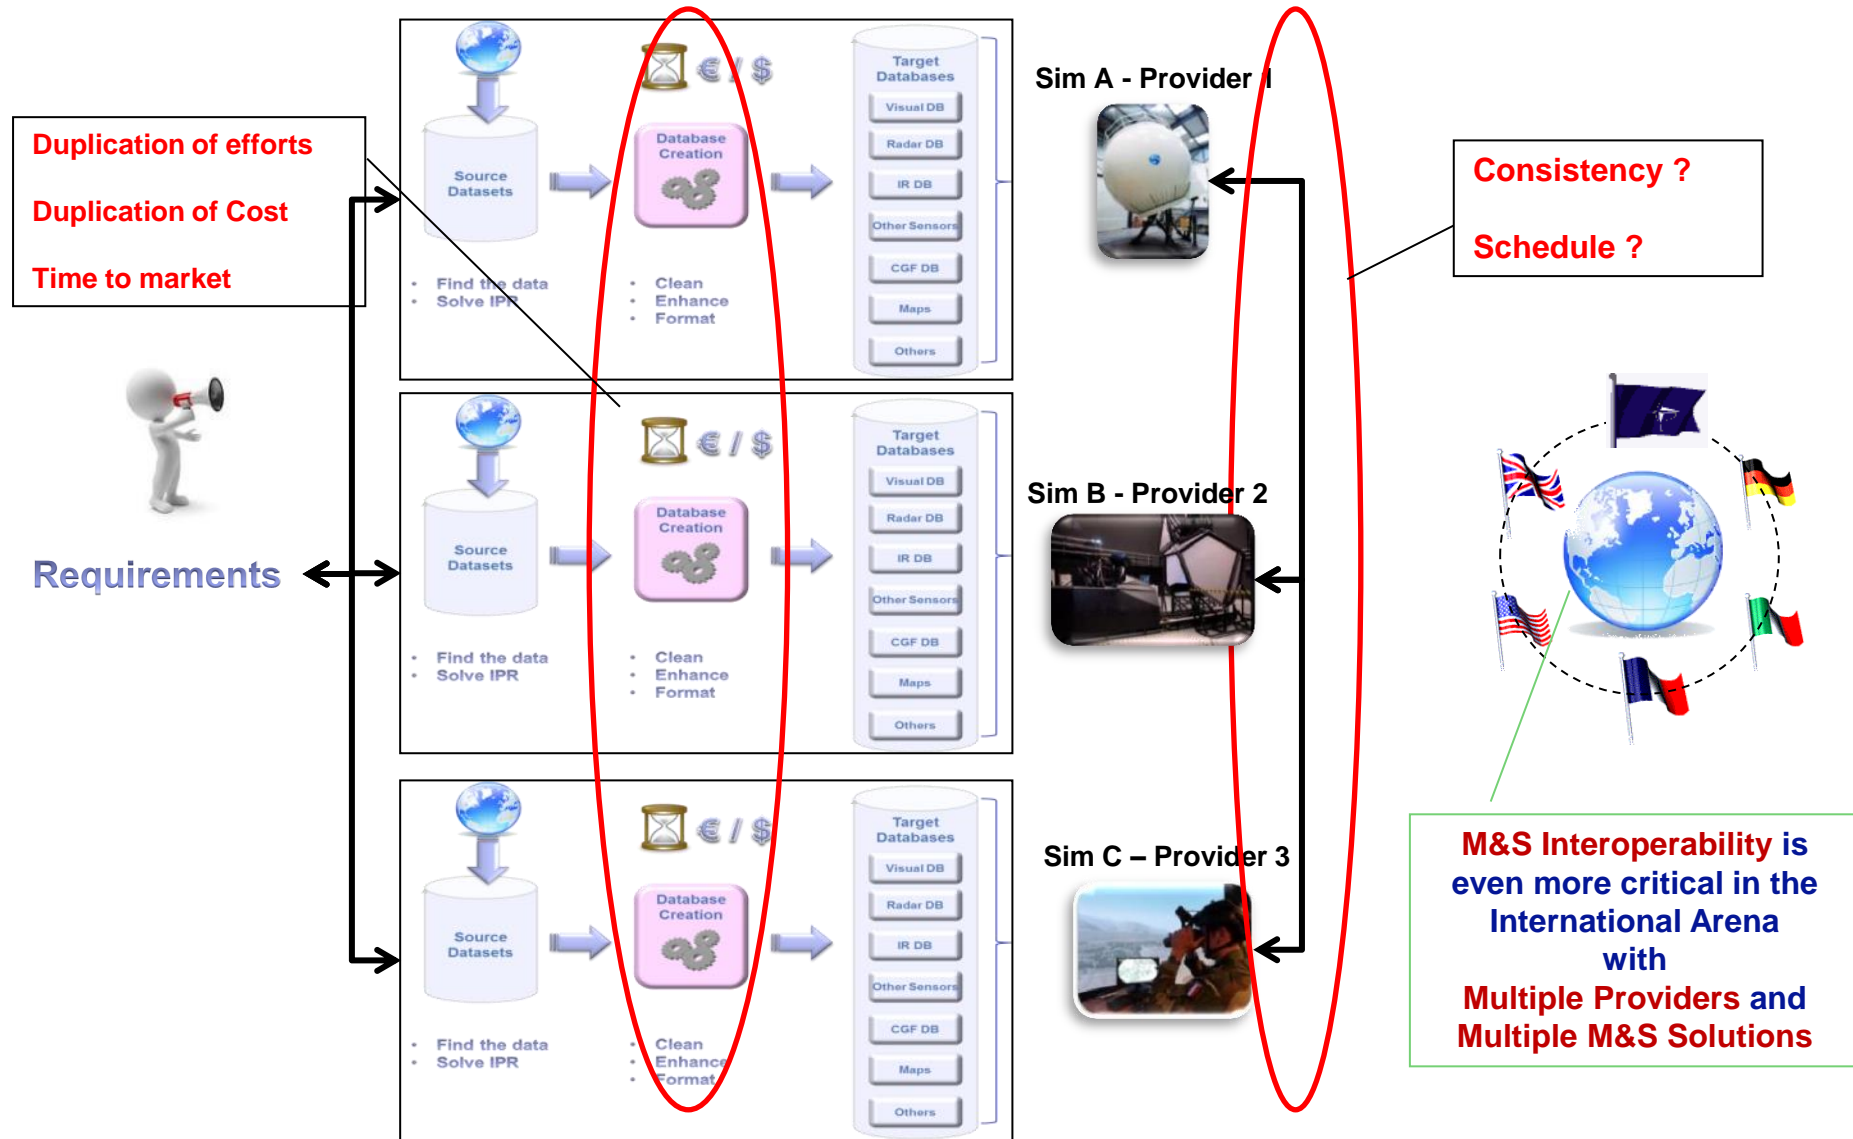 Duplication of efforts
Duplication of Cost
Time to market
Requirements
€ / $
Source
Datasets
Database
Creation
Target
Databases
Visual DB
Radar DB
IR DB
Other Sensors
CGF DB
Maps
Others
• Find the data
• Solve IPR
• Clean
• Enhance
• Format
Sim A - Provider 1
€ / $
Source
Datasets
Database
Creation
Target
Databases
Visual DB
Radar DB
IR DB
Other Sensors
CGF DB
Maps
Others
• Find the data
• Solve IPR
• Clean
• Enhance
• Format
Sim B - Provider 2
€ / $
Source
Datasets
Database
Creation
Target
Databases
Visual DB
Radar DB
IR DB
Other Sensors
CGF DB
Maps
Others
• Find the data
• Solve IPR
• Clean
• Enhance
• Format
Sim C – Provider 3
Consistency ?
Schedule ?
M&S Interoperability is
even more critical in the
International Arena
with
Multiple Providers and
Multiple M&S Solutions